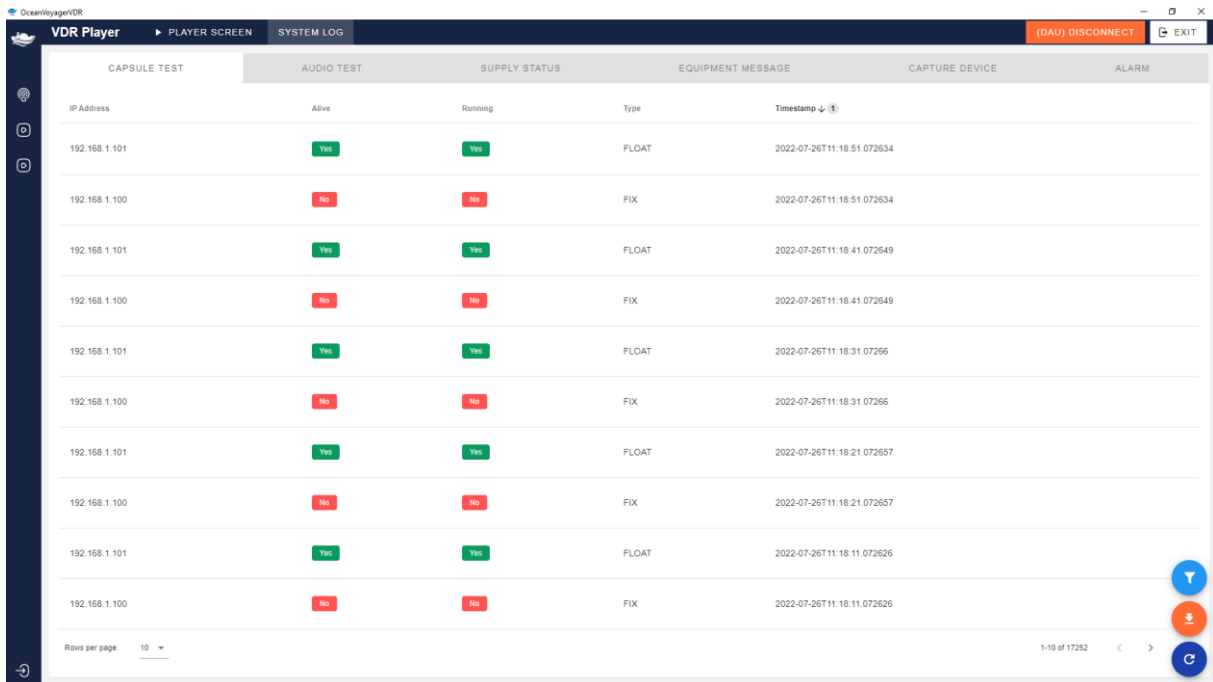 OceanVoyagerVDR
VDR Player PLAYER SCREEN SYSTEM LOG (DAU) DISCONNECT EXIT
CAPSULE TEST AUDIO TEST SUPPLY STATUS EQUIPMENT MESSAGE CAPTURE DEVICE ALARM
IP Address Alive Running Type Timestamp 1
192.168.1.101 Yes Yes FLOAT 2022-07-26T11:18:51.072634
192.168.1.100 No No FIX 2022-07-26T11:18:51.072634
192.168.1.101 Yes Yes FLOAT 2022-07-26T11:18:41.072649
192.168.1.100 No No FIX 2022-07-26T11:18:41.072649
192.168.1.101 Yes Yes FLOAT 2022-07-26T11:18:31.07266
192.168.1.100 No No FIX 2022-07-26T11:18:31.07266
192.168.1.101 Yes Yes FLOAT 2022-07-26T11:18:21.072657
192.168.1.100 No No FIX 2022-07-26T11:18:21.072657
192.168.1.101 Yes Yes FLOAT 2022-07-26T11:18:11.072626
192.168.1.100 No No FIX 2022-07-26T11:18:11.072626
Rows per page: 10 1-10 of 17252